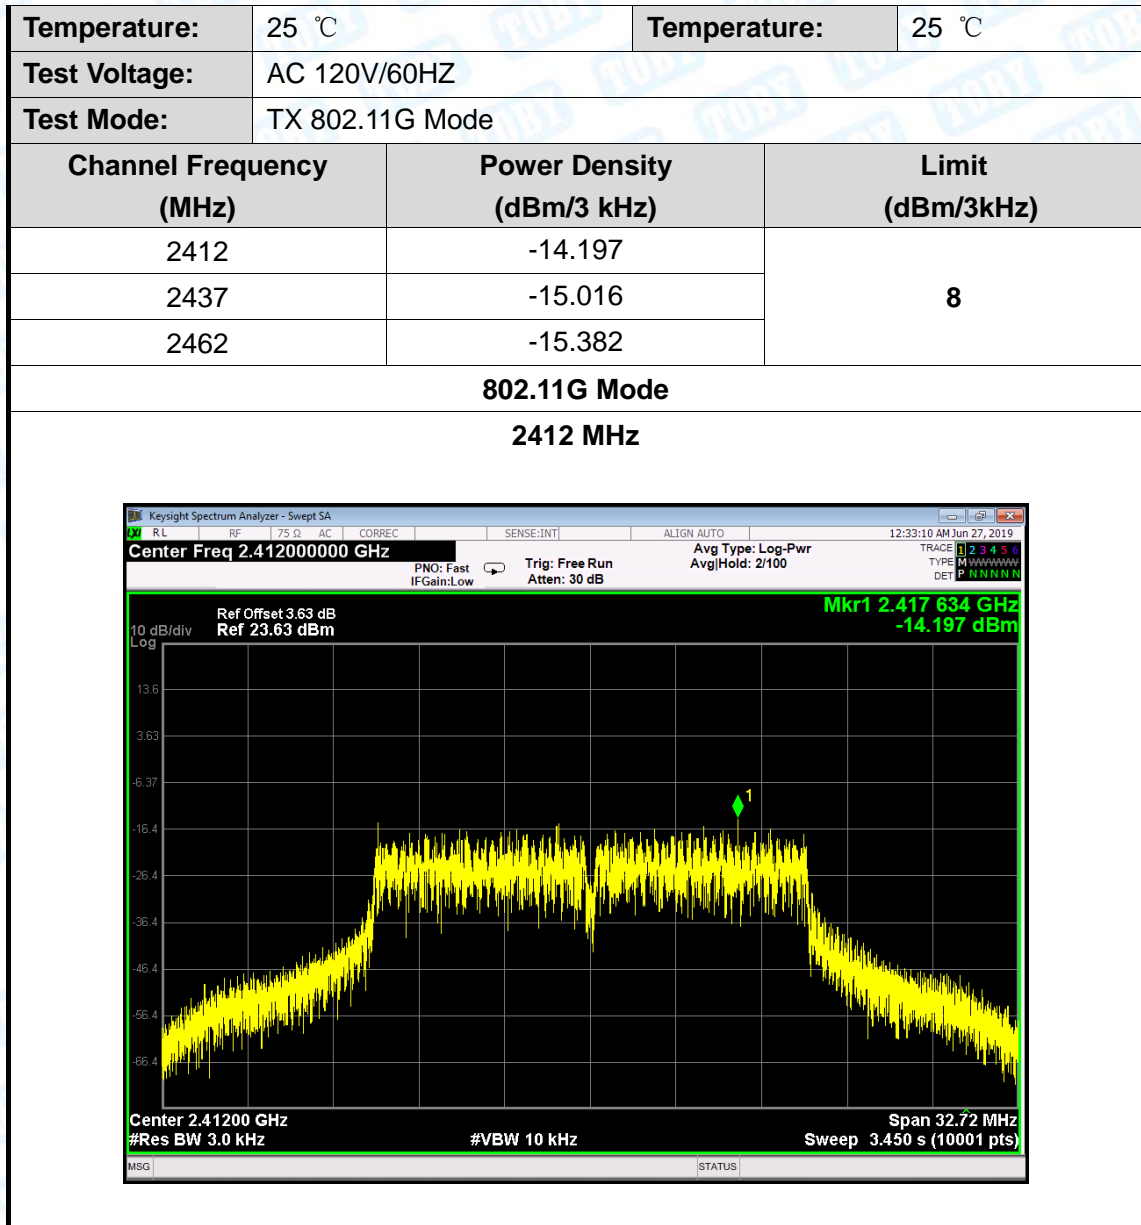 Temperature: 25 ℃ Temperature: 25 ℃
Test Voltage: AC 120V/60HZ
Test Mode: TX 802.11G Mode
Channel Frequency Power Density Limit
(MHz) (dBm/3 kHz) (dBm/3kHz)
2412 -14.197
2437 -15.016 8
2462 -15.382
802.11G Mode
2412 MHz
Keysight Spectrum Analyzer - Swept SA
LXI RL RF 75 Ω AC CORREC SENSE:INT ALIGN AUTO 12:33:10 AM Jun 27, 2019
Center Freq 2.412000000 GHz Avg Type: Log-Pwr TRACE 1 2 3 4 5 6
PNO: Fast Trig: Free Run Avg|Hold: 2/100 TYPE M WWWWW
IFGain:Low Atten: 30 dB DET P N N N N N
Mkr1 2.417 634 GHz
Ref Offset 3.63 dB
10 dB/div Ref 23.63 dBm -14.197 dBm
Log
13.6
3.63
-6.37
1
-16.4
-26.4
-36.4
-46.4
-56.4
-66.4
Center 2.41200 GHz Span 32.72 MHz
#Res BW 3.0 kHz #VBW 10 kHz Sweep 3.450 s (10001 pts)
MSG STATUS
TOBY